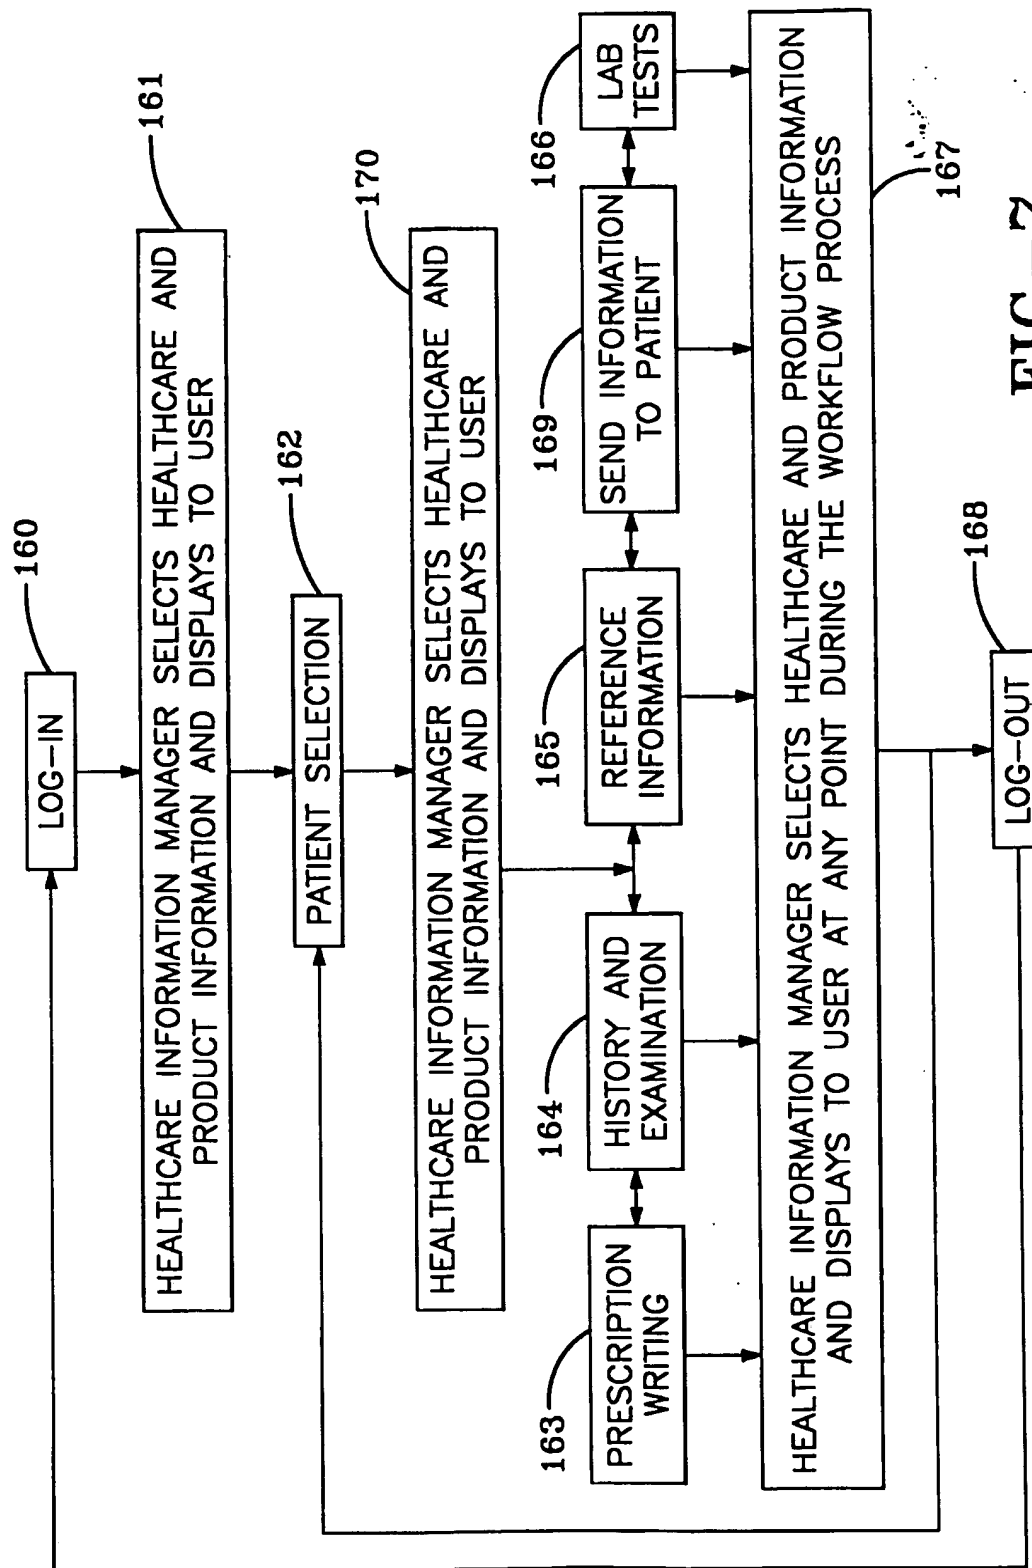 160
LOG-IN
161
HEALTHCARE INFORMATION MANAGER SELECTS HEALTHCARE AND
PRODUCT INFORMATION AND DISPLAYS TO USER
162
PATIENT SELECTION
170
HEALTHCARE INFORMATION MANAGER SELECTS HEALTHCARE AND
PRODUCT INFORMATION AND DISPLAYS TO USER
163
PRESCRIPTION
WRITING
164
HISTORY AND
EXAMINATION
165
REFERENCE
INFORMATION
169
SEND INFORMATION
TO PATIENT
166
LAB
TESTS
HEALTHCARE INFORMATION MANAGER SELECTS HEALTHCARE AND PRODUCT INFORMATION
AND DISPLAYS TO USER AT ANY POINT DURING THE WORKFLOW PROCESS
167
168
LOG-OUT
FIG-7